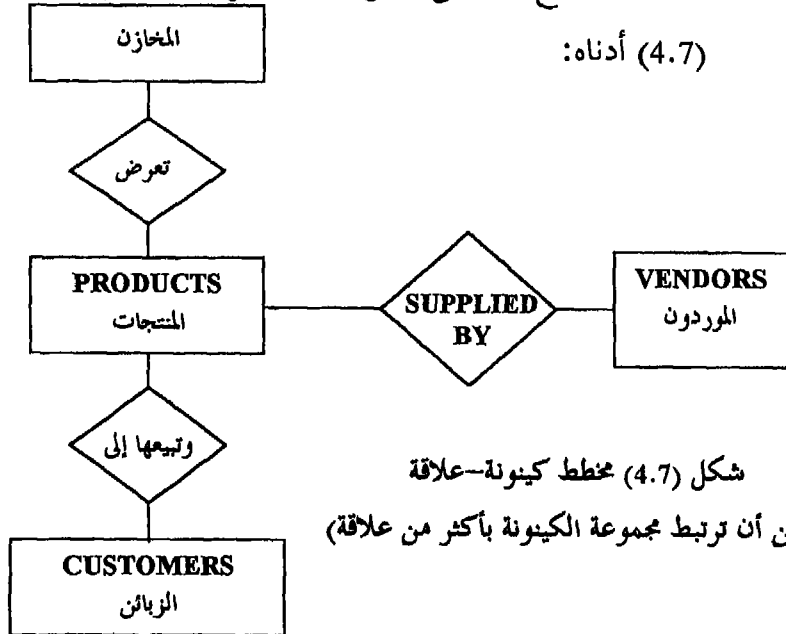 (4.7) أدناه:
المخازن
تعرض
PRODUCTS
المنتجات
SUPPLIED
BY
VENDORS
الموردون
وتبيعها إلى
شكل (4.7) مخطط كينونة–علاقة
أن ترتبط مجموعة الكينونة بأكثر من علاقة)
CUSTOMERS
الزبائن